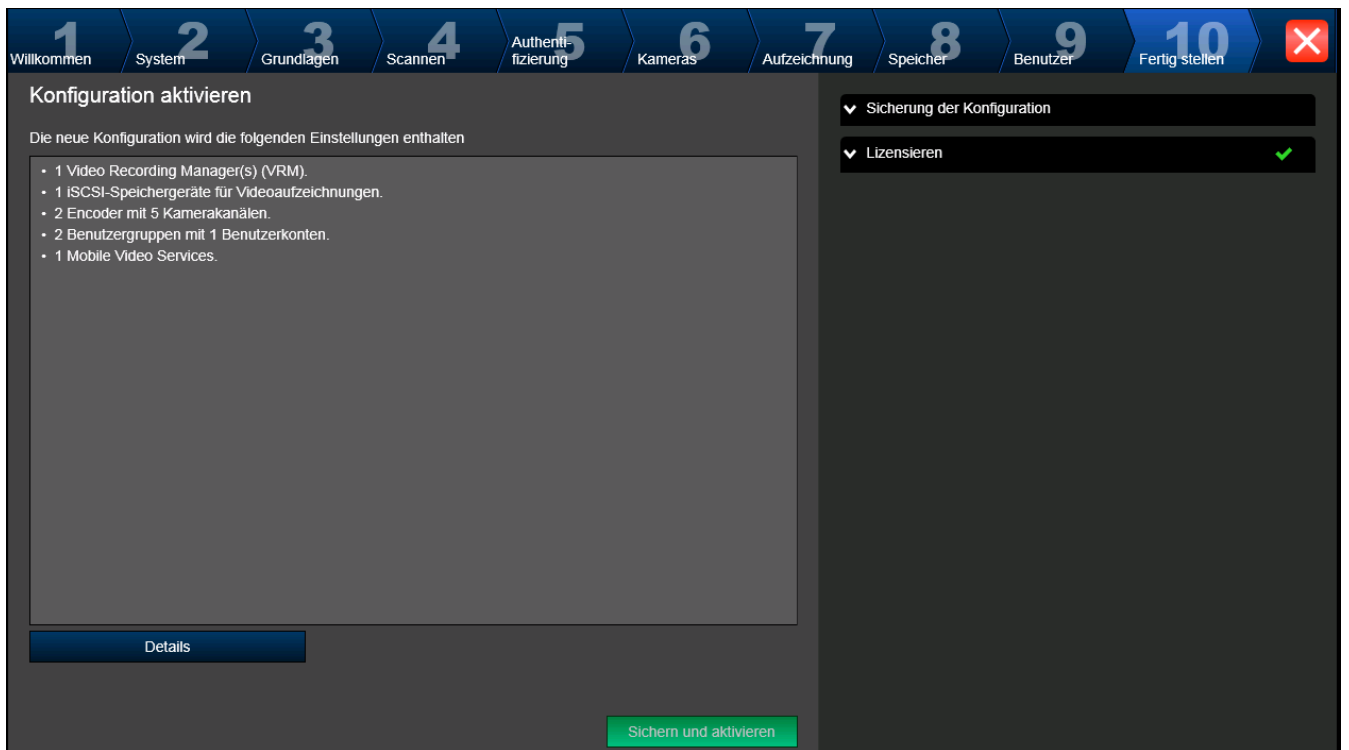 1 Willkommen
2 System
3 Grundlagen
4 Scannen
5 Authenti-
fizierung
6 Kameras
7 Aufzeichnung
8 Speicher
9 Benutzer
10 Fertig stellen
Konfiguration aktivieren
Die neue Konfiguration wird die folgenden Einstellungen enthalten
• 1 Video Recording Manager(s) (VRM).
• 1 iSCSI-Speichergeräte für Videoaufzeichnungen.
• 2 Encoder mit 5 Kamerakanälen.
• 2 Benutzergruppen mit 1 Benutzerkonten.
• 1 Mobile Video Services.
Details
Sichern und aktivieren
Sicherung der Konfiguration
Lizensieren